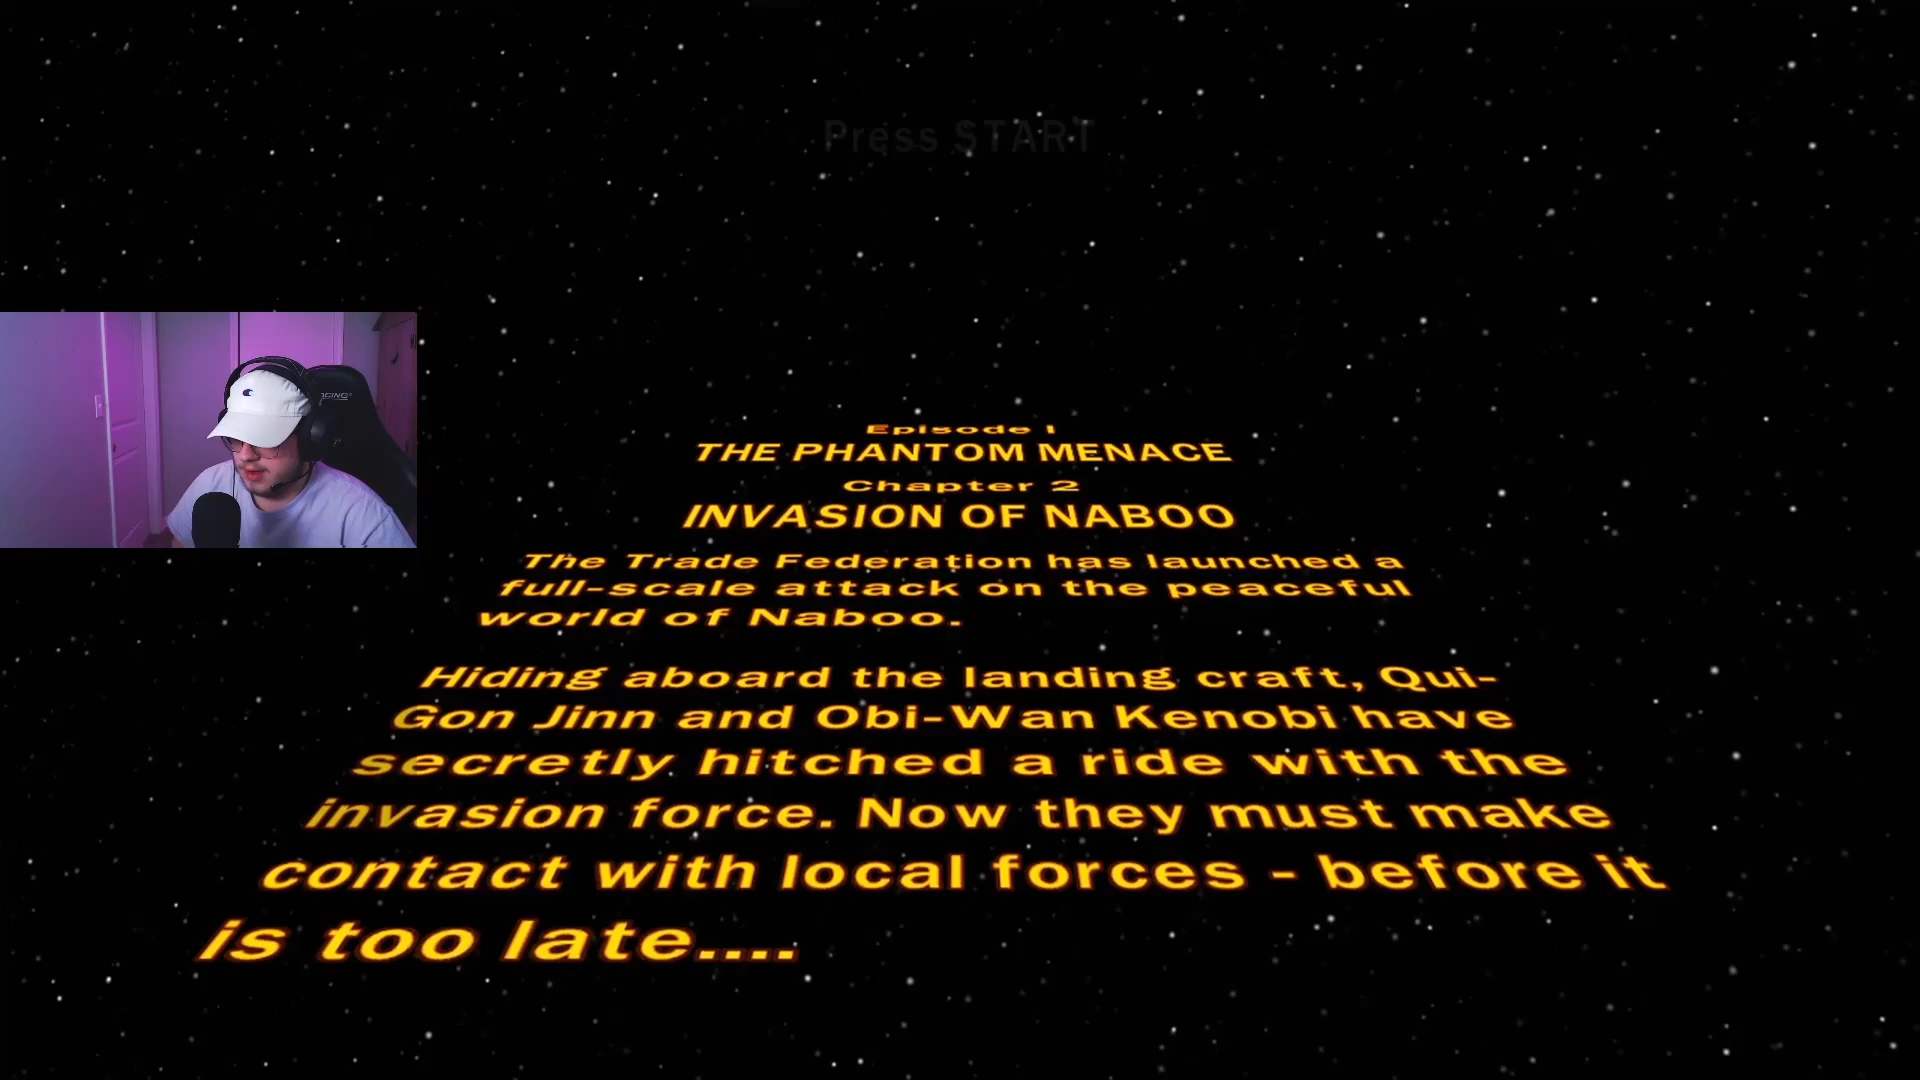 Press START
Episode I
THE PHANTOM MENACE
Chapter 2
INVASION OF NABOO
The Trade Federation has launched a
full-scale attack on the peaceful
world of Naboo.
Hiding aboard the landing craft, Qui-
Gon Jinn and Obi-Wan Kenobi have
secretly hitched a ride with the
invasion force. Now they must make
contact with local forces - before it
is too late....